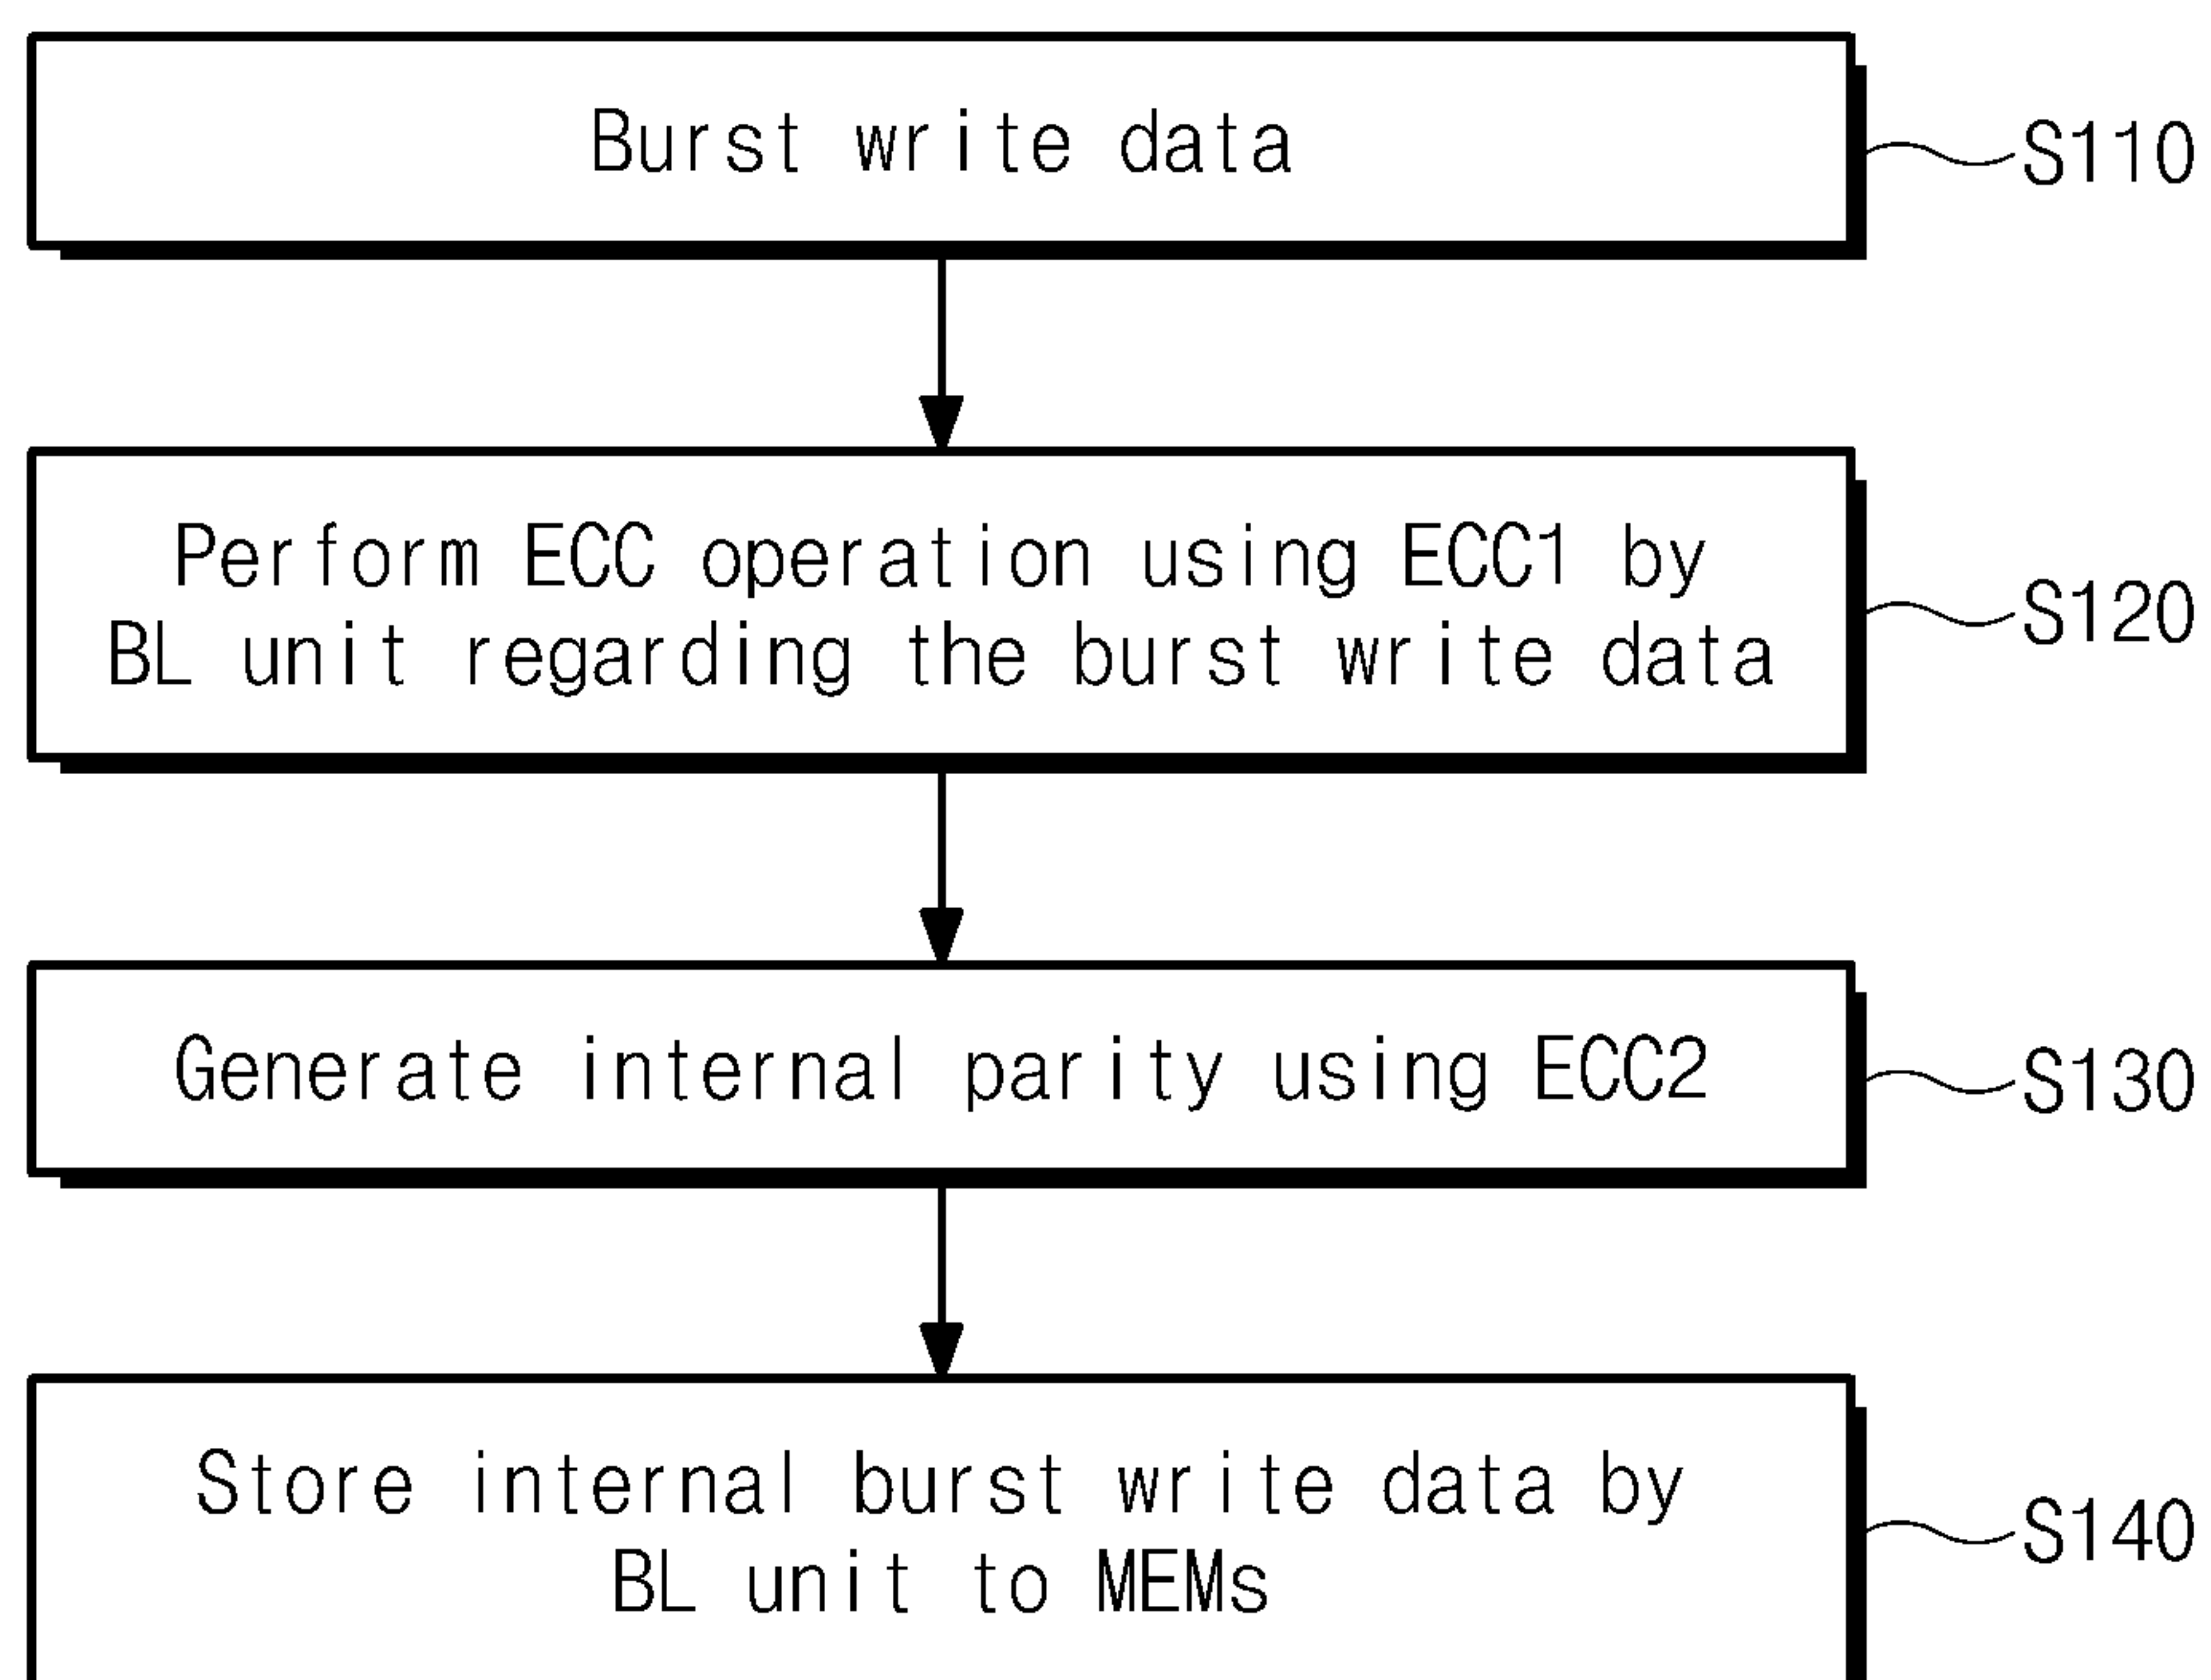 Burst write data
S110
Perform ECC operation using ECC1 by
BL unit regarding the burst write data
S120
Generate internal parity using ECC2
S130
Store internal burst write data by
BL unit to MEMs
S140